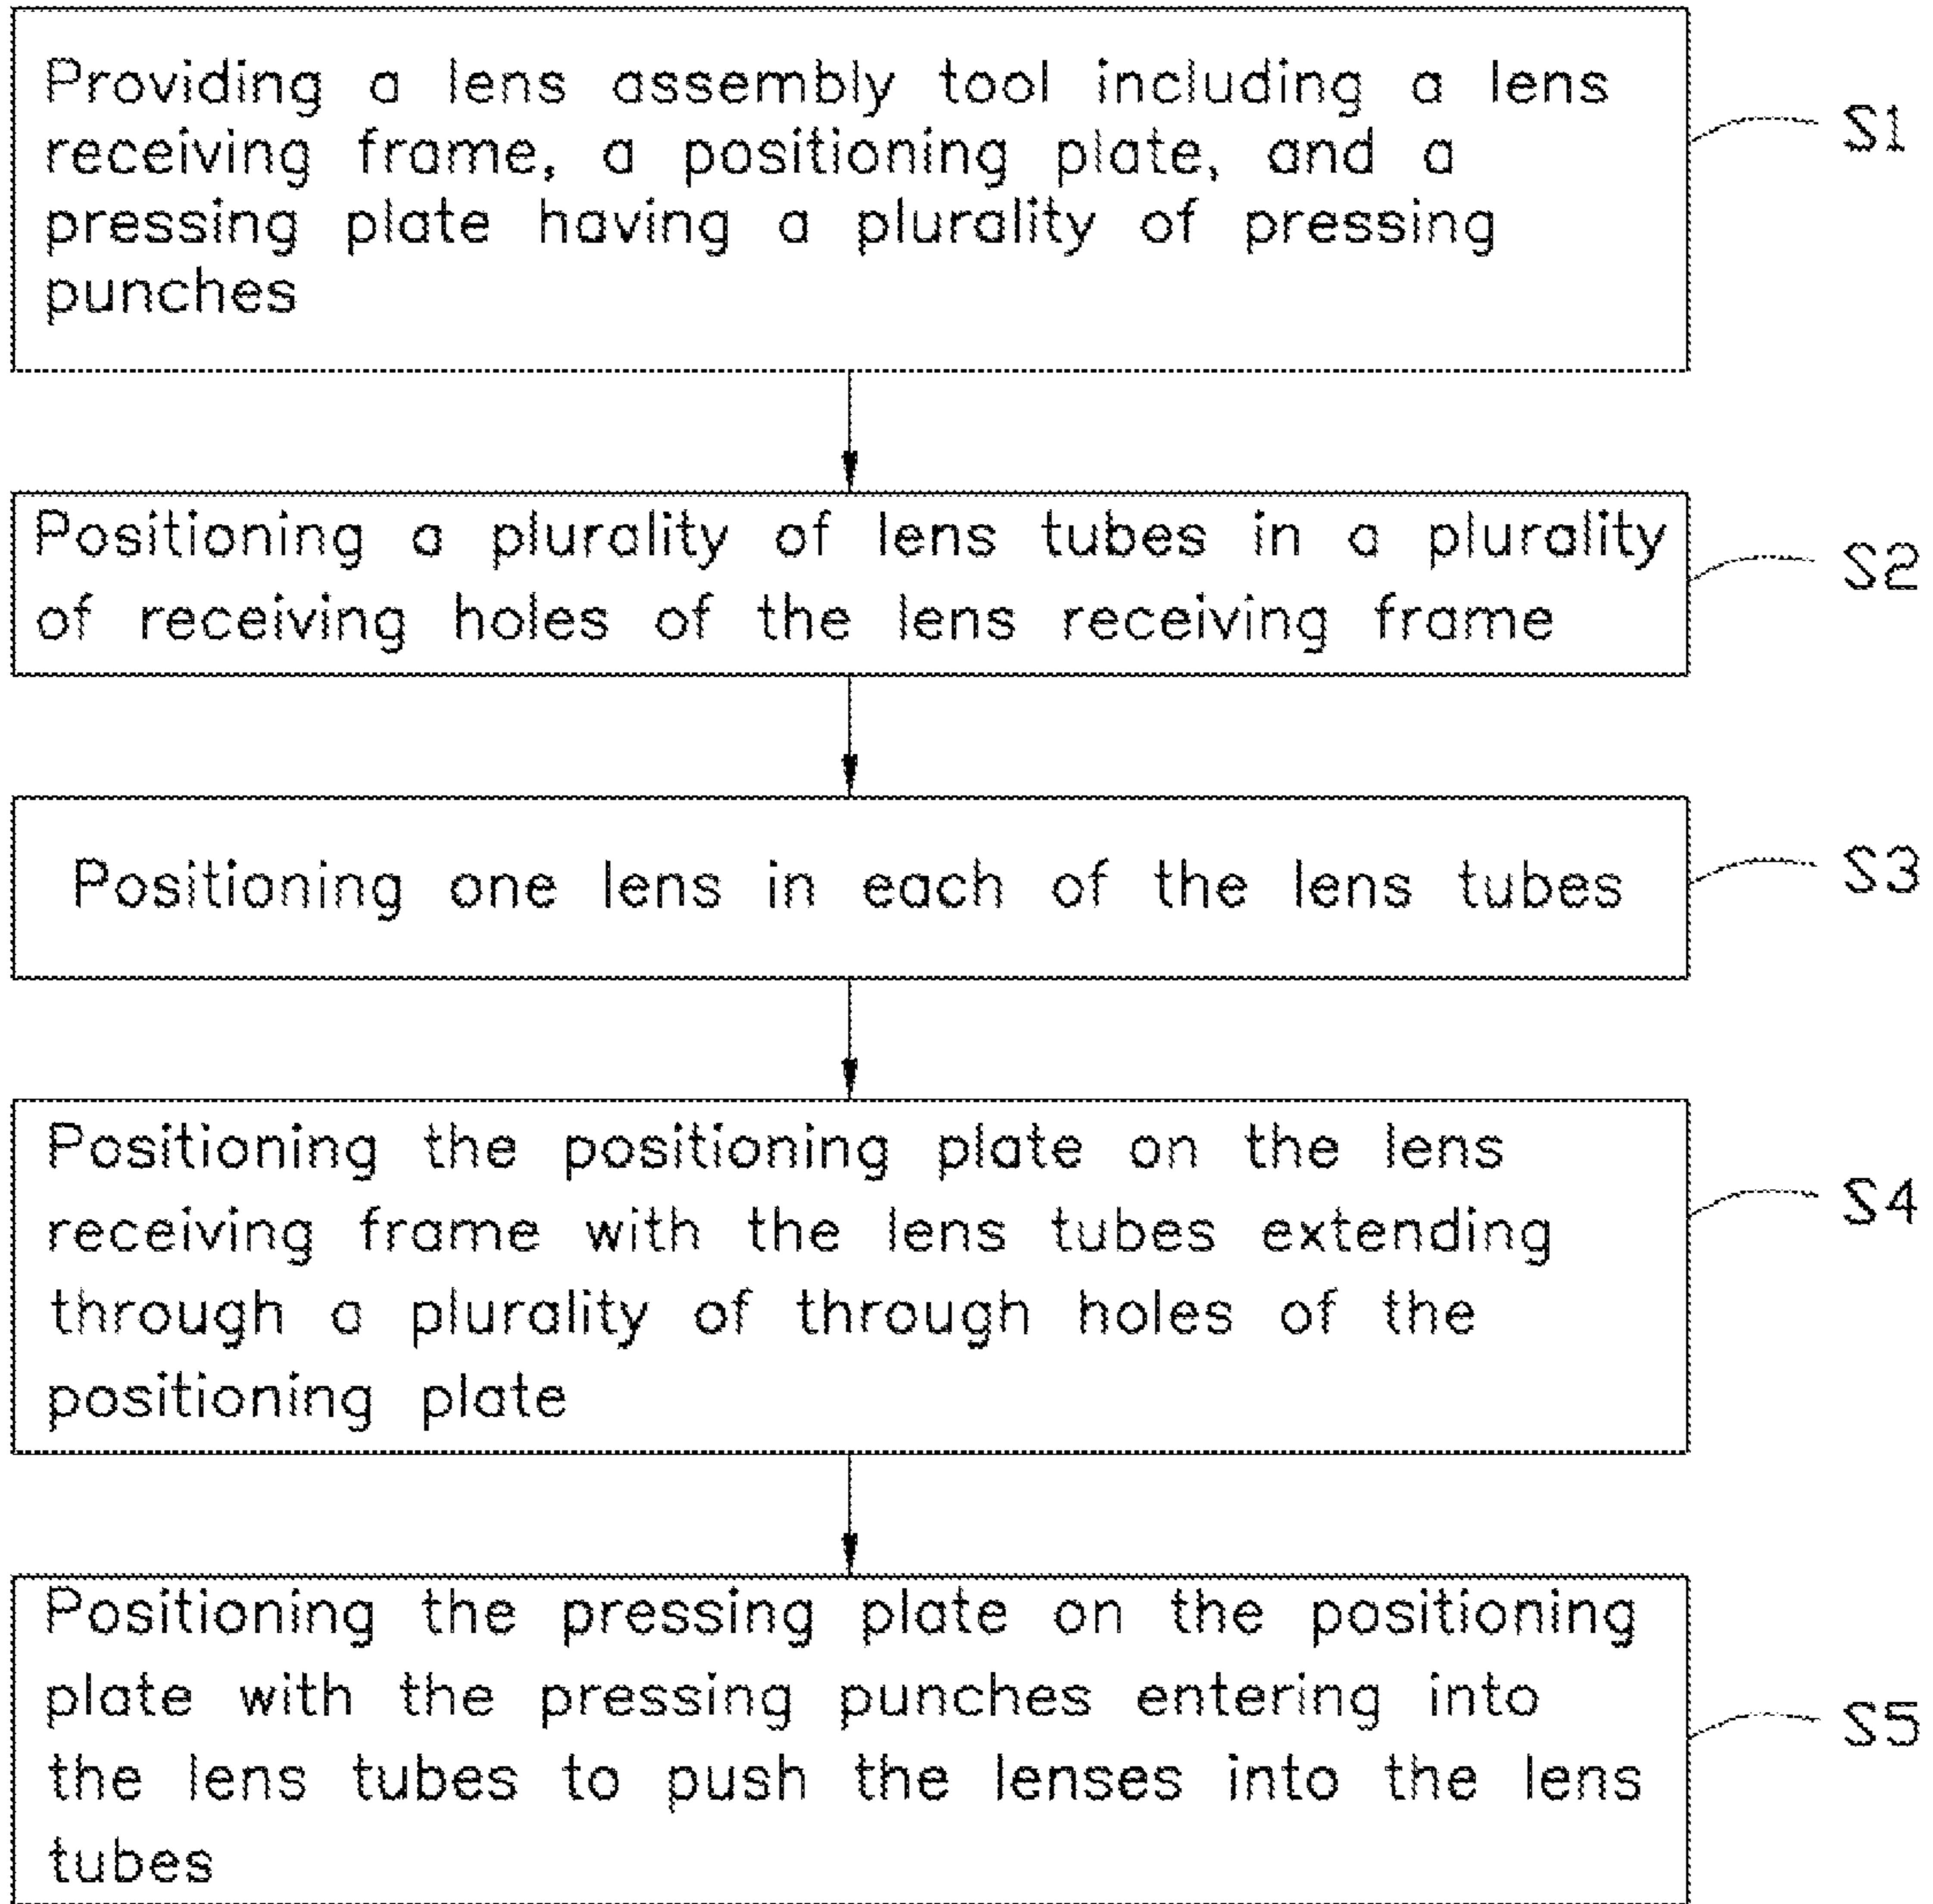 Providing a lens assembly tool including a lens
receiving frame, a positioning plate, and a
pressing plate having a plurality of pressing
punches
S1
Positioning a plurality of lens tubes in a plurality
of receiving holes of the lens receiving frame
S2
Positioning one lens in each of the lens tubes
S3
Positioning the positioning plate on the lens
receiving frame with the lens tubes extending
through a plurality of through holes of the
positioning plate
S4
Positioning the pressing plate on the positioning
plate with the pressing punches entering into
the lens tubes to push the lenses into the lens
tubes
S5